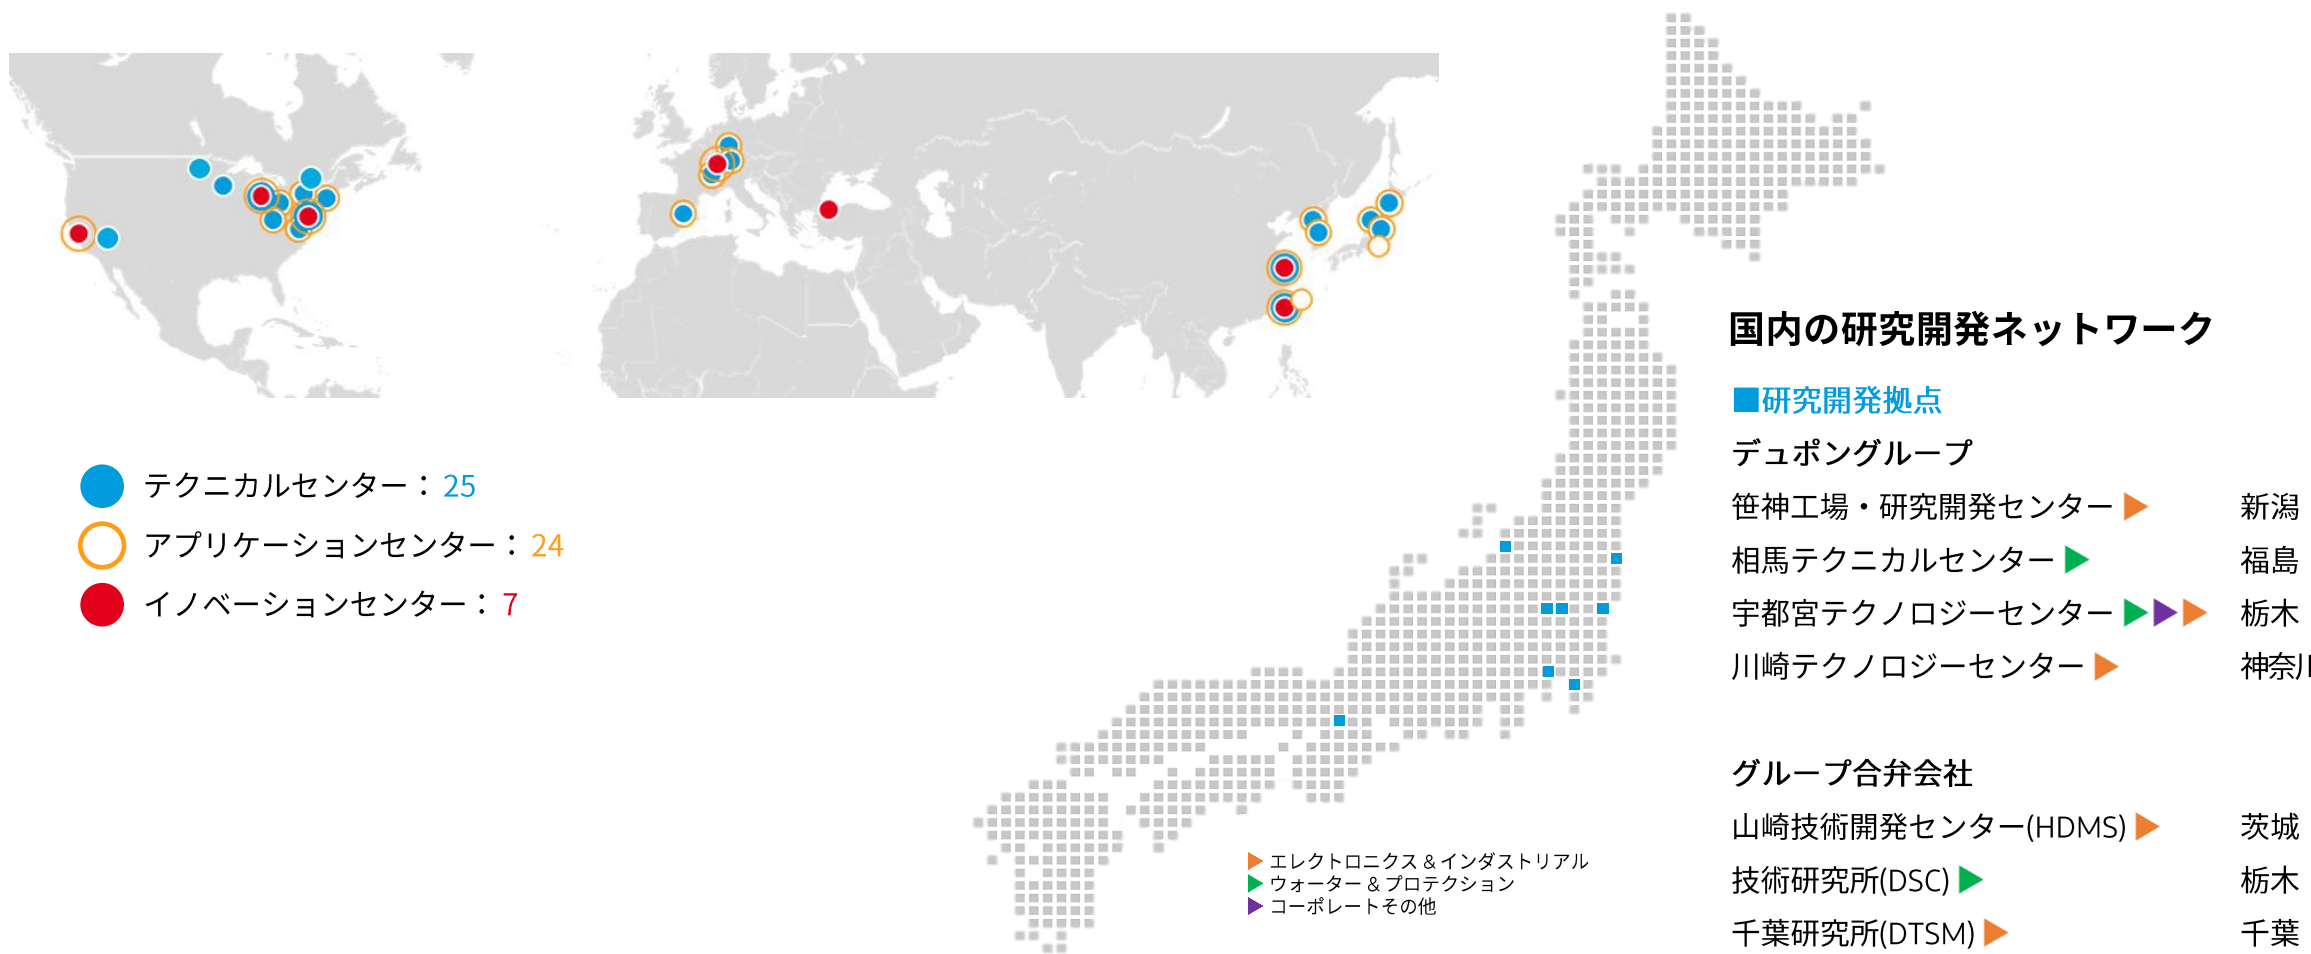 テクニカルセンター： 25
アプリケーションセンター： 24
イノベーションセンター： 7
国内の研究開発ネットワーク
■研究開発拠点
デュポングループ
笹神工場・研究開発センター 新潟
相馬テクニカルセンター 福島
宇都宮テクノロジーセンター 栃木
川崎テクノロジーセンター 神奈川
グループ合弁会社
山崎技術開発センター(HDMS) 茨城
技術研究所(DSC) 栃木
千葉研究所(DTSM) 千葉
エレクトロニクス & インダストリアル
ウォーター & プロテクション
コーポレートその他